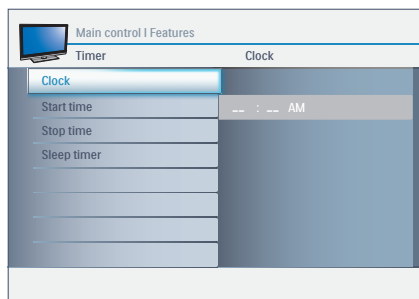 Main control I Features
Timer Clock
Clock
Start time
__ : __ AM
Stop time
Sleep timer